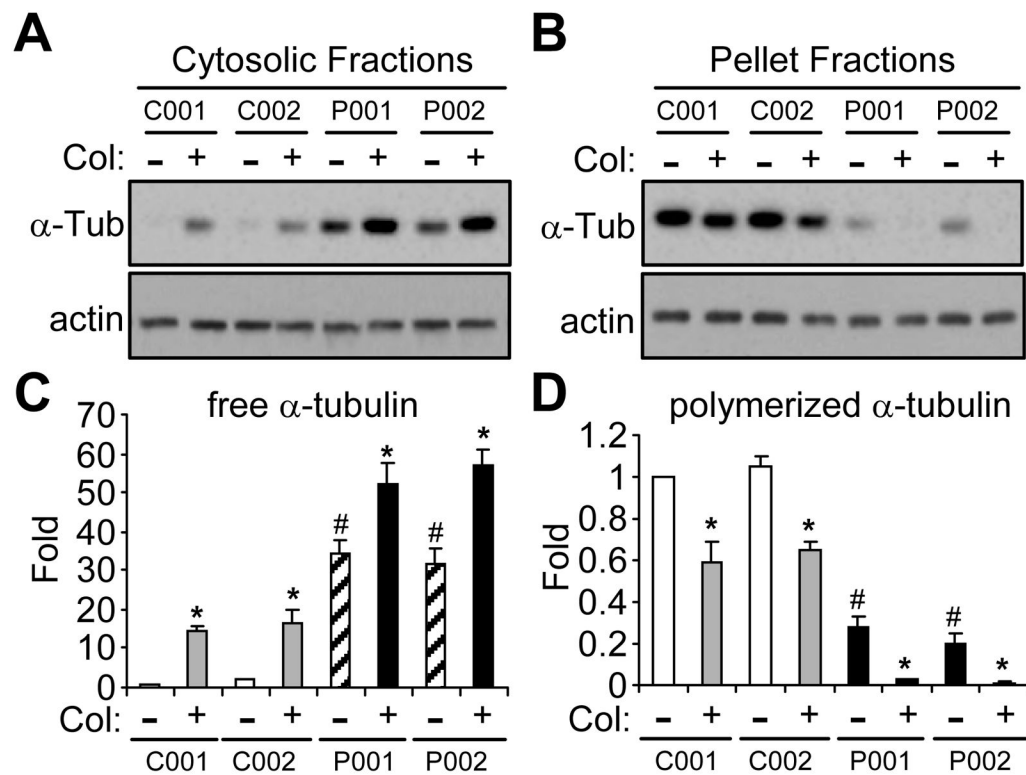 A
Cytosolic Fractions
C001 C002 P001 P002
Col: - + - + - + - +
α-Tub
actin
B
Pellet Fractions
C001 C002 P001 P002
Col: - + - + - + - +
α-Tub
actin
C
free α-tubulin
Fold
70
60
50
40
30
20
10
0
* * # * # *
Col: - + - + - + - +
C001 C002 P001 P002
D
polymerized α-tubulin
Fold
1.2
1
0.8
0.6
0.4
0.2
0
* * # * # *
Col: - + - + - + - +
C001 C002 P001 P002